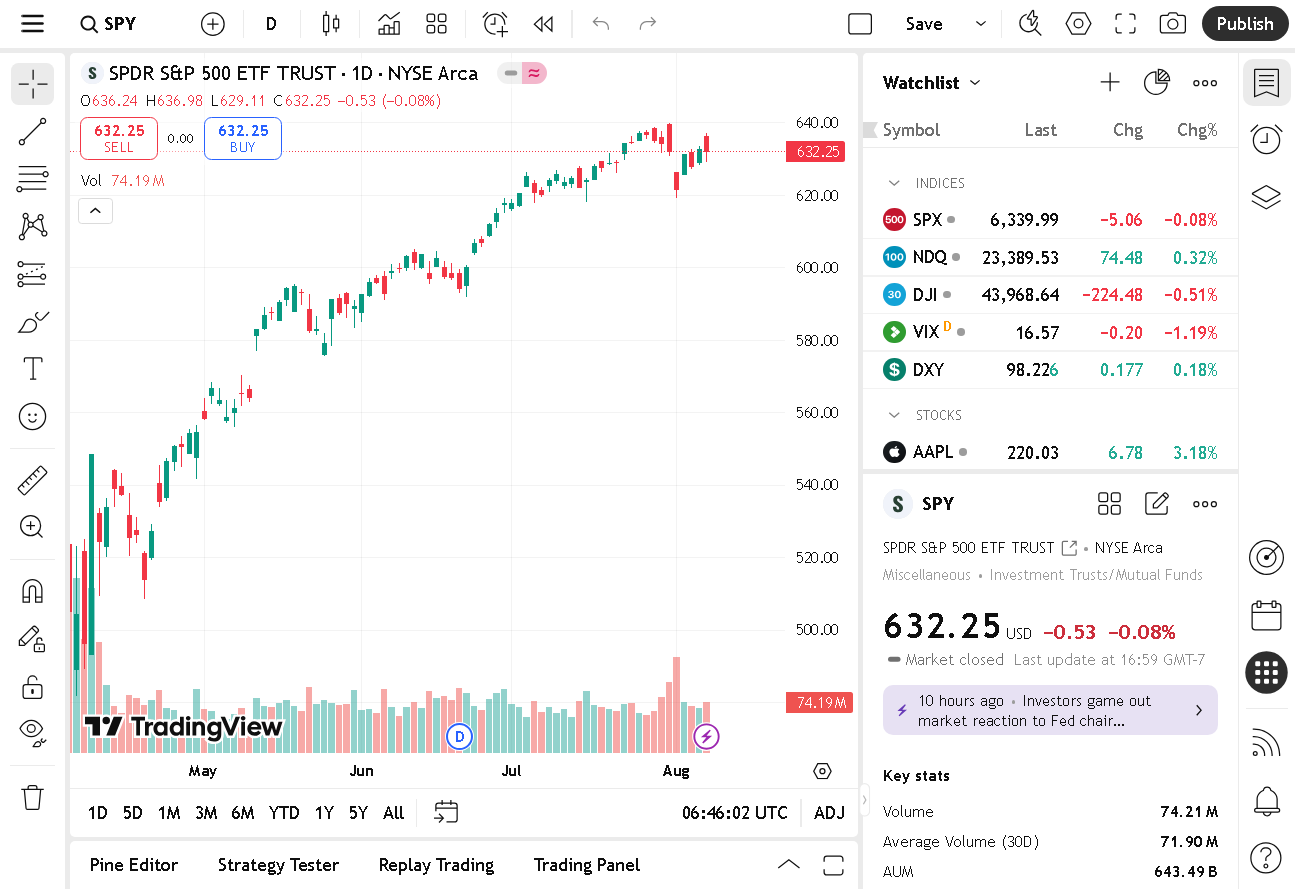 SPY
D
Save
Publish
S SPDR S&P 500 ETF TRUST · 1D · NYSE Arca
O636.24 H636.98 L629.11 C632.25 −0.53 (−0.08%)
632.25 SELL
0.00
632.25 BUY
Vol 74.19 M
640.00
632.25
620.00
600.00
580.00
560.00
540.00
520.00
500.00
74.19M
TradingView
D
May Jun Jul Aug
1D 5D 1M 3M 6M YTD 1Y 5Y All
06:46:02 UTC
ADJ
Pine Editor Strategy Tester Replay Trading Trading Panel
Watchlist
Symbol Last Chg Chg%
INDICES
500 SPX 6,339.99 −5.06 −0.08%
100 NDQ 23,389.53 74.48 0.32%
30 DJI 43,968.64 −224.48 −0.51%
VIX D 16.57 −0.20 −1.19%
$ DXY 98.226 0.177 0.18%
STOCKS
AAPL 220.03 6.78 3.18%
S SPY
SPDR S&P 500 ETF TRUST • NYSE Arca
Miscellaneous • Investment Trusts/Mutual Funds
632.25 USD −0.53 −0.08%
Market closed Last update at 16:59 GMT-7
10 hours ago • Investors game out
market reaction to Fed chair...
Key stats
Volume 74.21 M
Average Volume (30D) 71.90 M
AUM 643.49 B